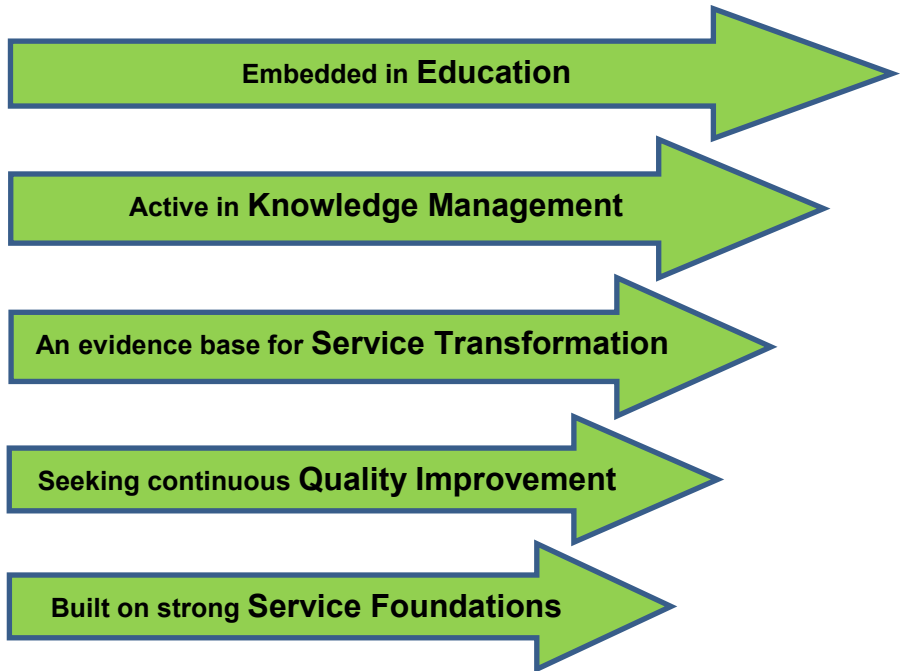 Embedded in Education
Active in Knowledge Management
An evidence base for Service Transformation
Seeking continuous Quality Improvement
Built on strong Service Foundations